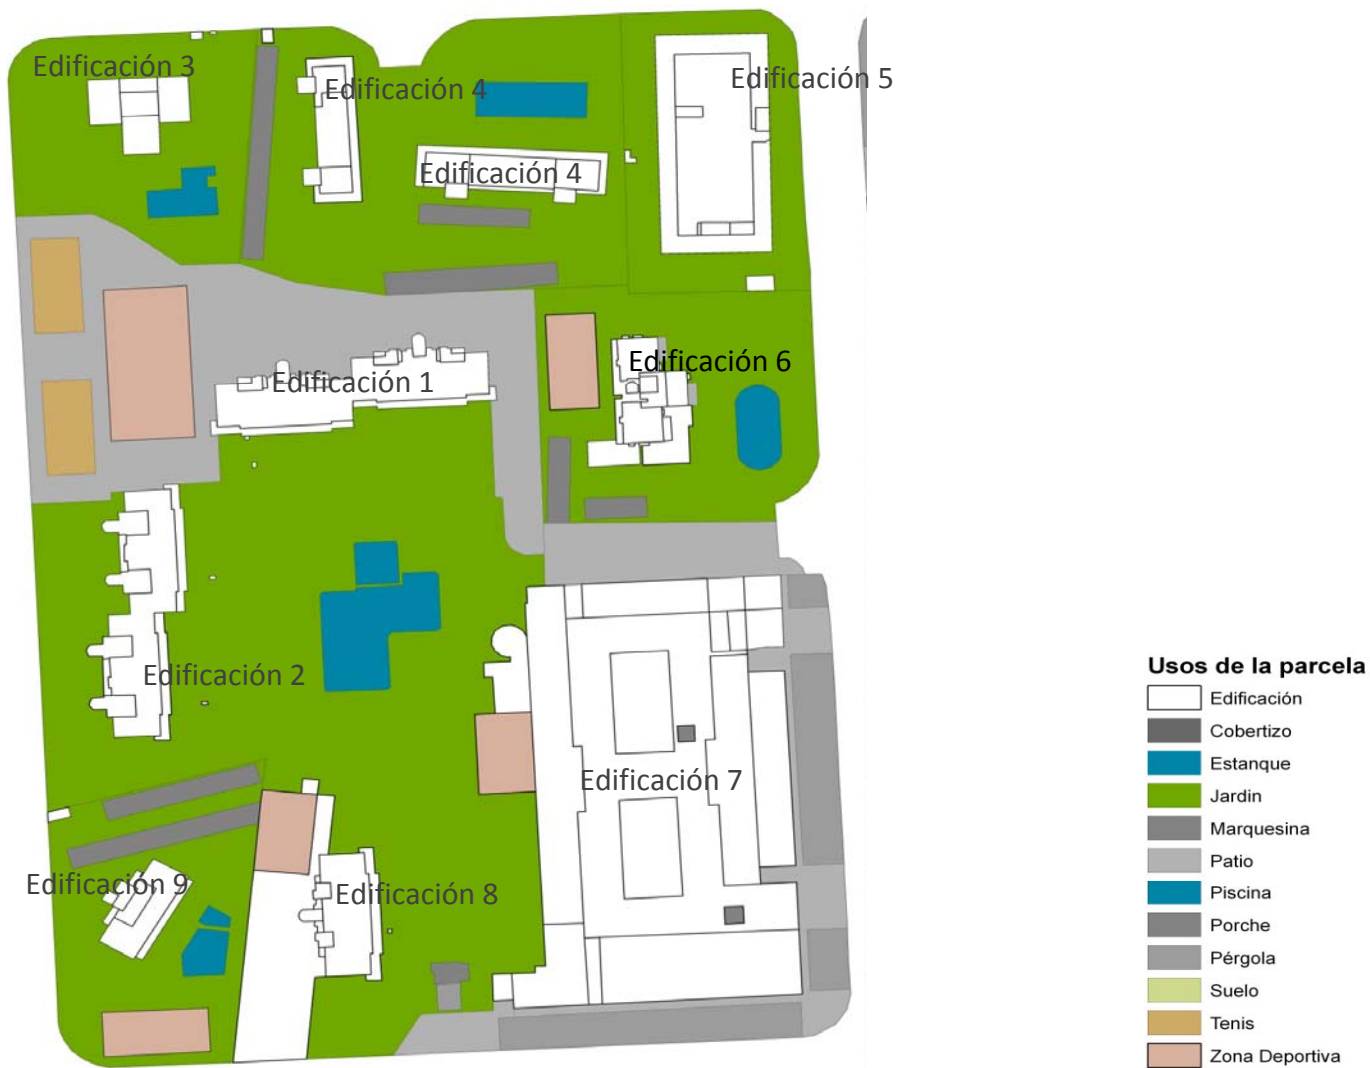 Edificación 3
Edificación 4
Edificación 5
Edificación 4
Edificación 6
Edificación 1
Edificación 2
Edificación 7
Edificación 9
Edificación 8
Usos de la parcela
Edificación
Cobertizo
Estanque
Jardin
Marquesina
Patio
Piscina
Porche
Pérgola
Suelo
Tenis
Zona Deportiva